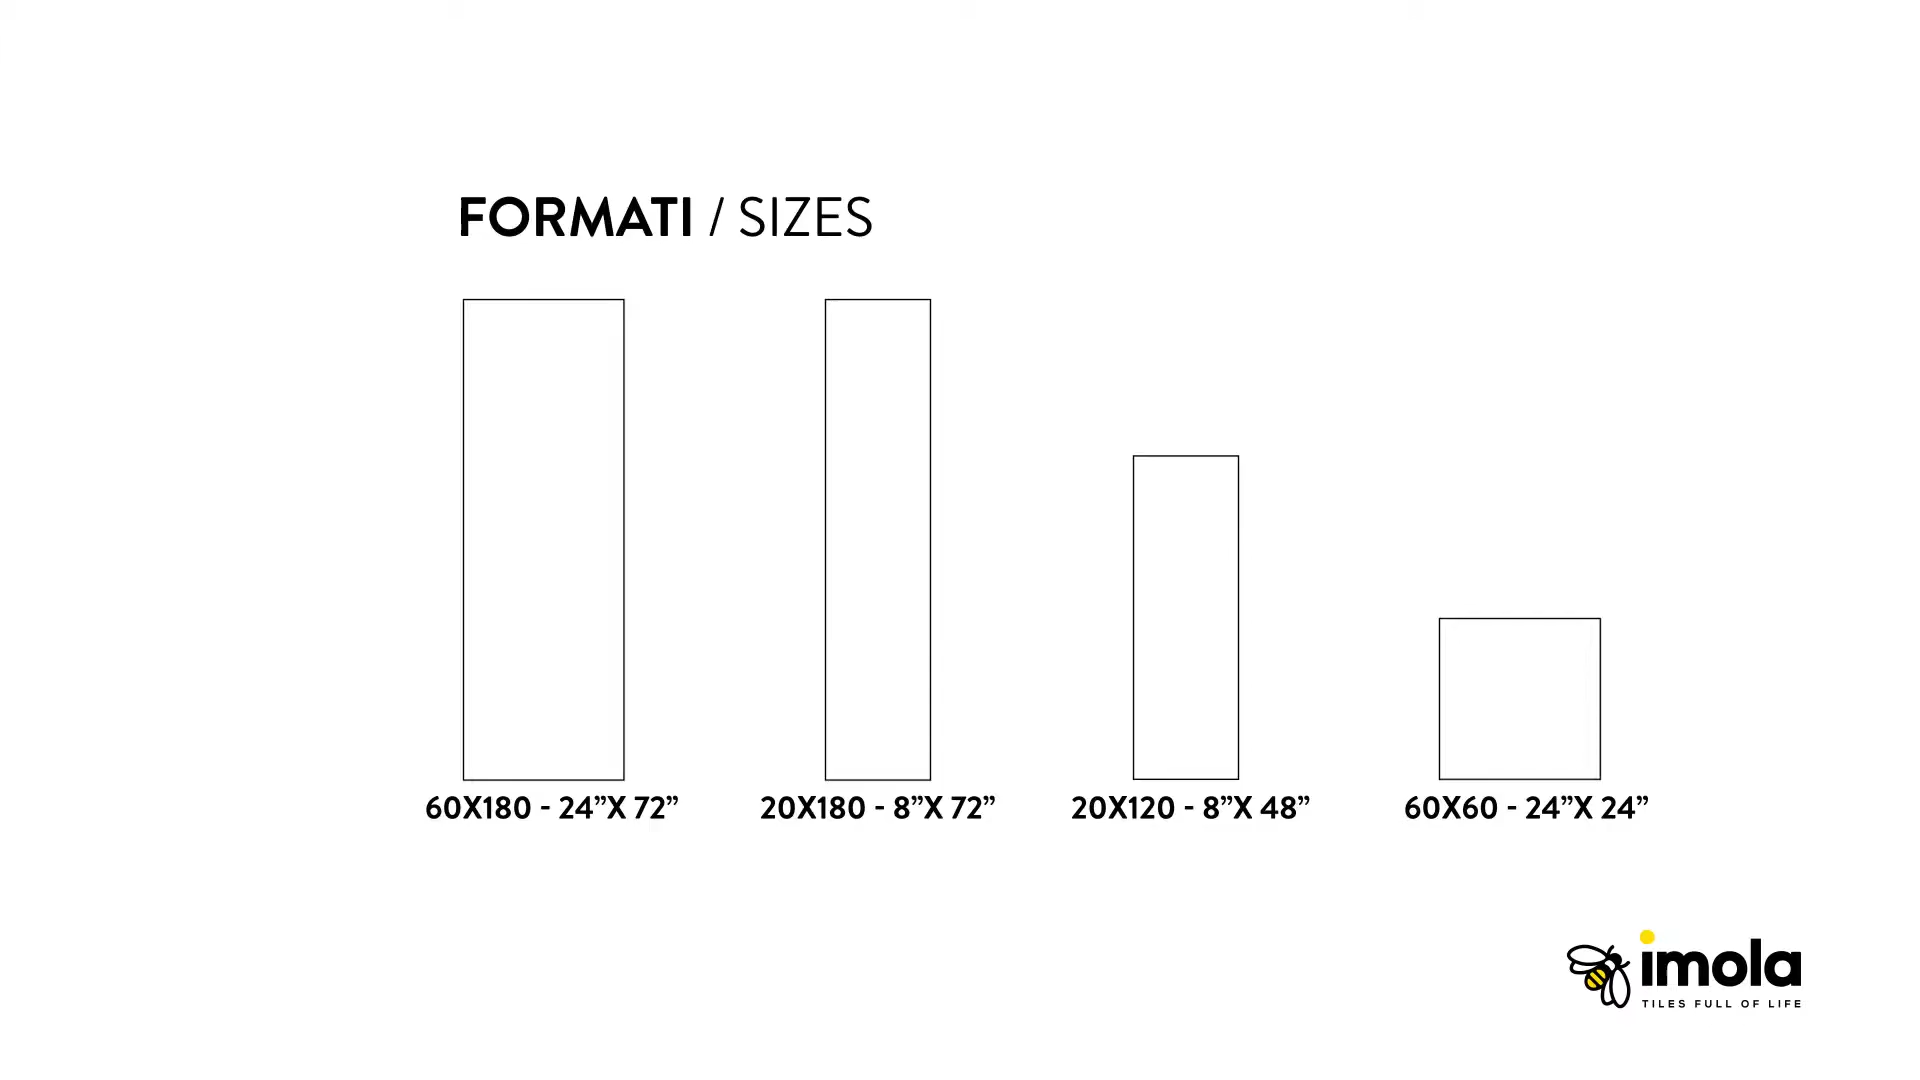 FORMATI / SIZES
60X180 - 24”X 72”
20X180 - 8”X 72”
20X120 - 8”X 48”
60X60 - 24”X 24”
imola
TILES FULL OF LIFE